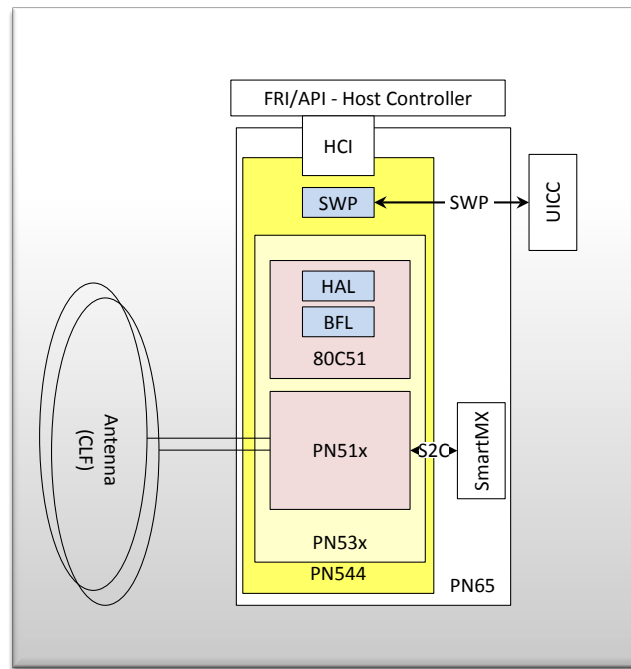 FRI/API - Host Controller
HCI
SWP
SWP
UICC
HAL
BFL
80C51
Antenna
(CLF)
PN51x
S2C
SmartMX
PN53x
PN544
PN65